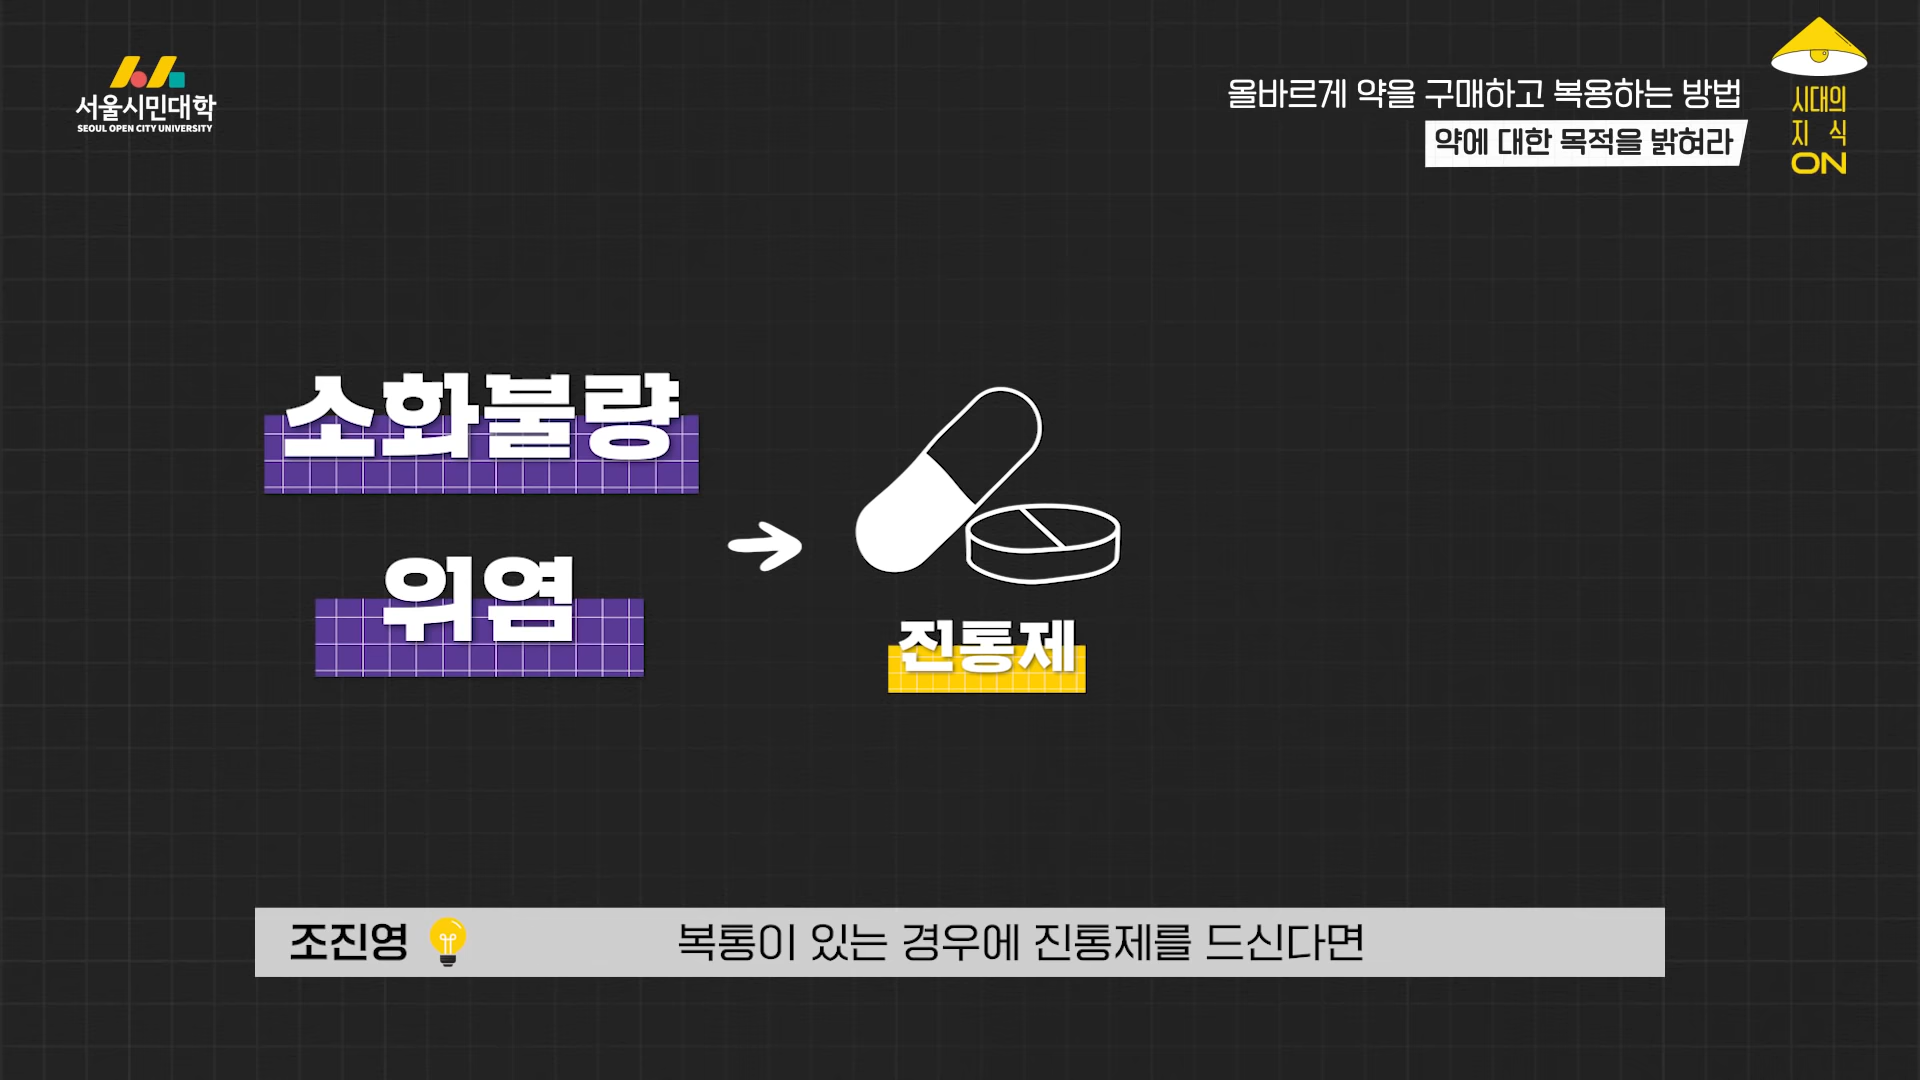 서울시민대학
SEOUL OPEN CITY UNIVERSITY
올바르게 약을 구매하고 복용하는 방법
약에 대한 목적을 밝혀라
시대의
지식
ON
소화불량
위염
진통제
조진영
복통이 있는 경우에 진통제를 드신다면